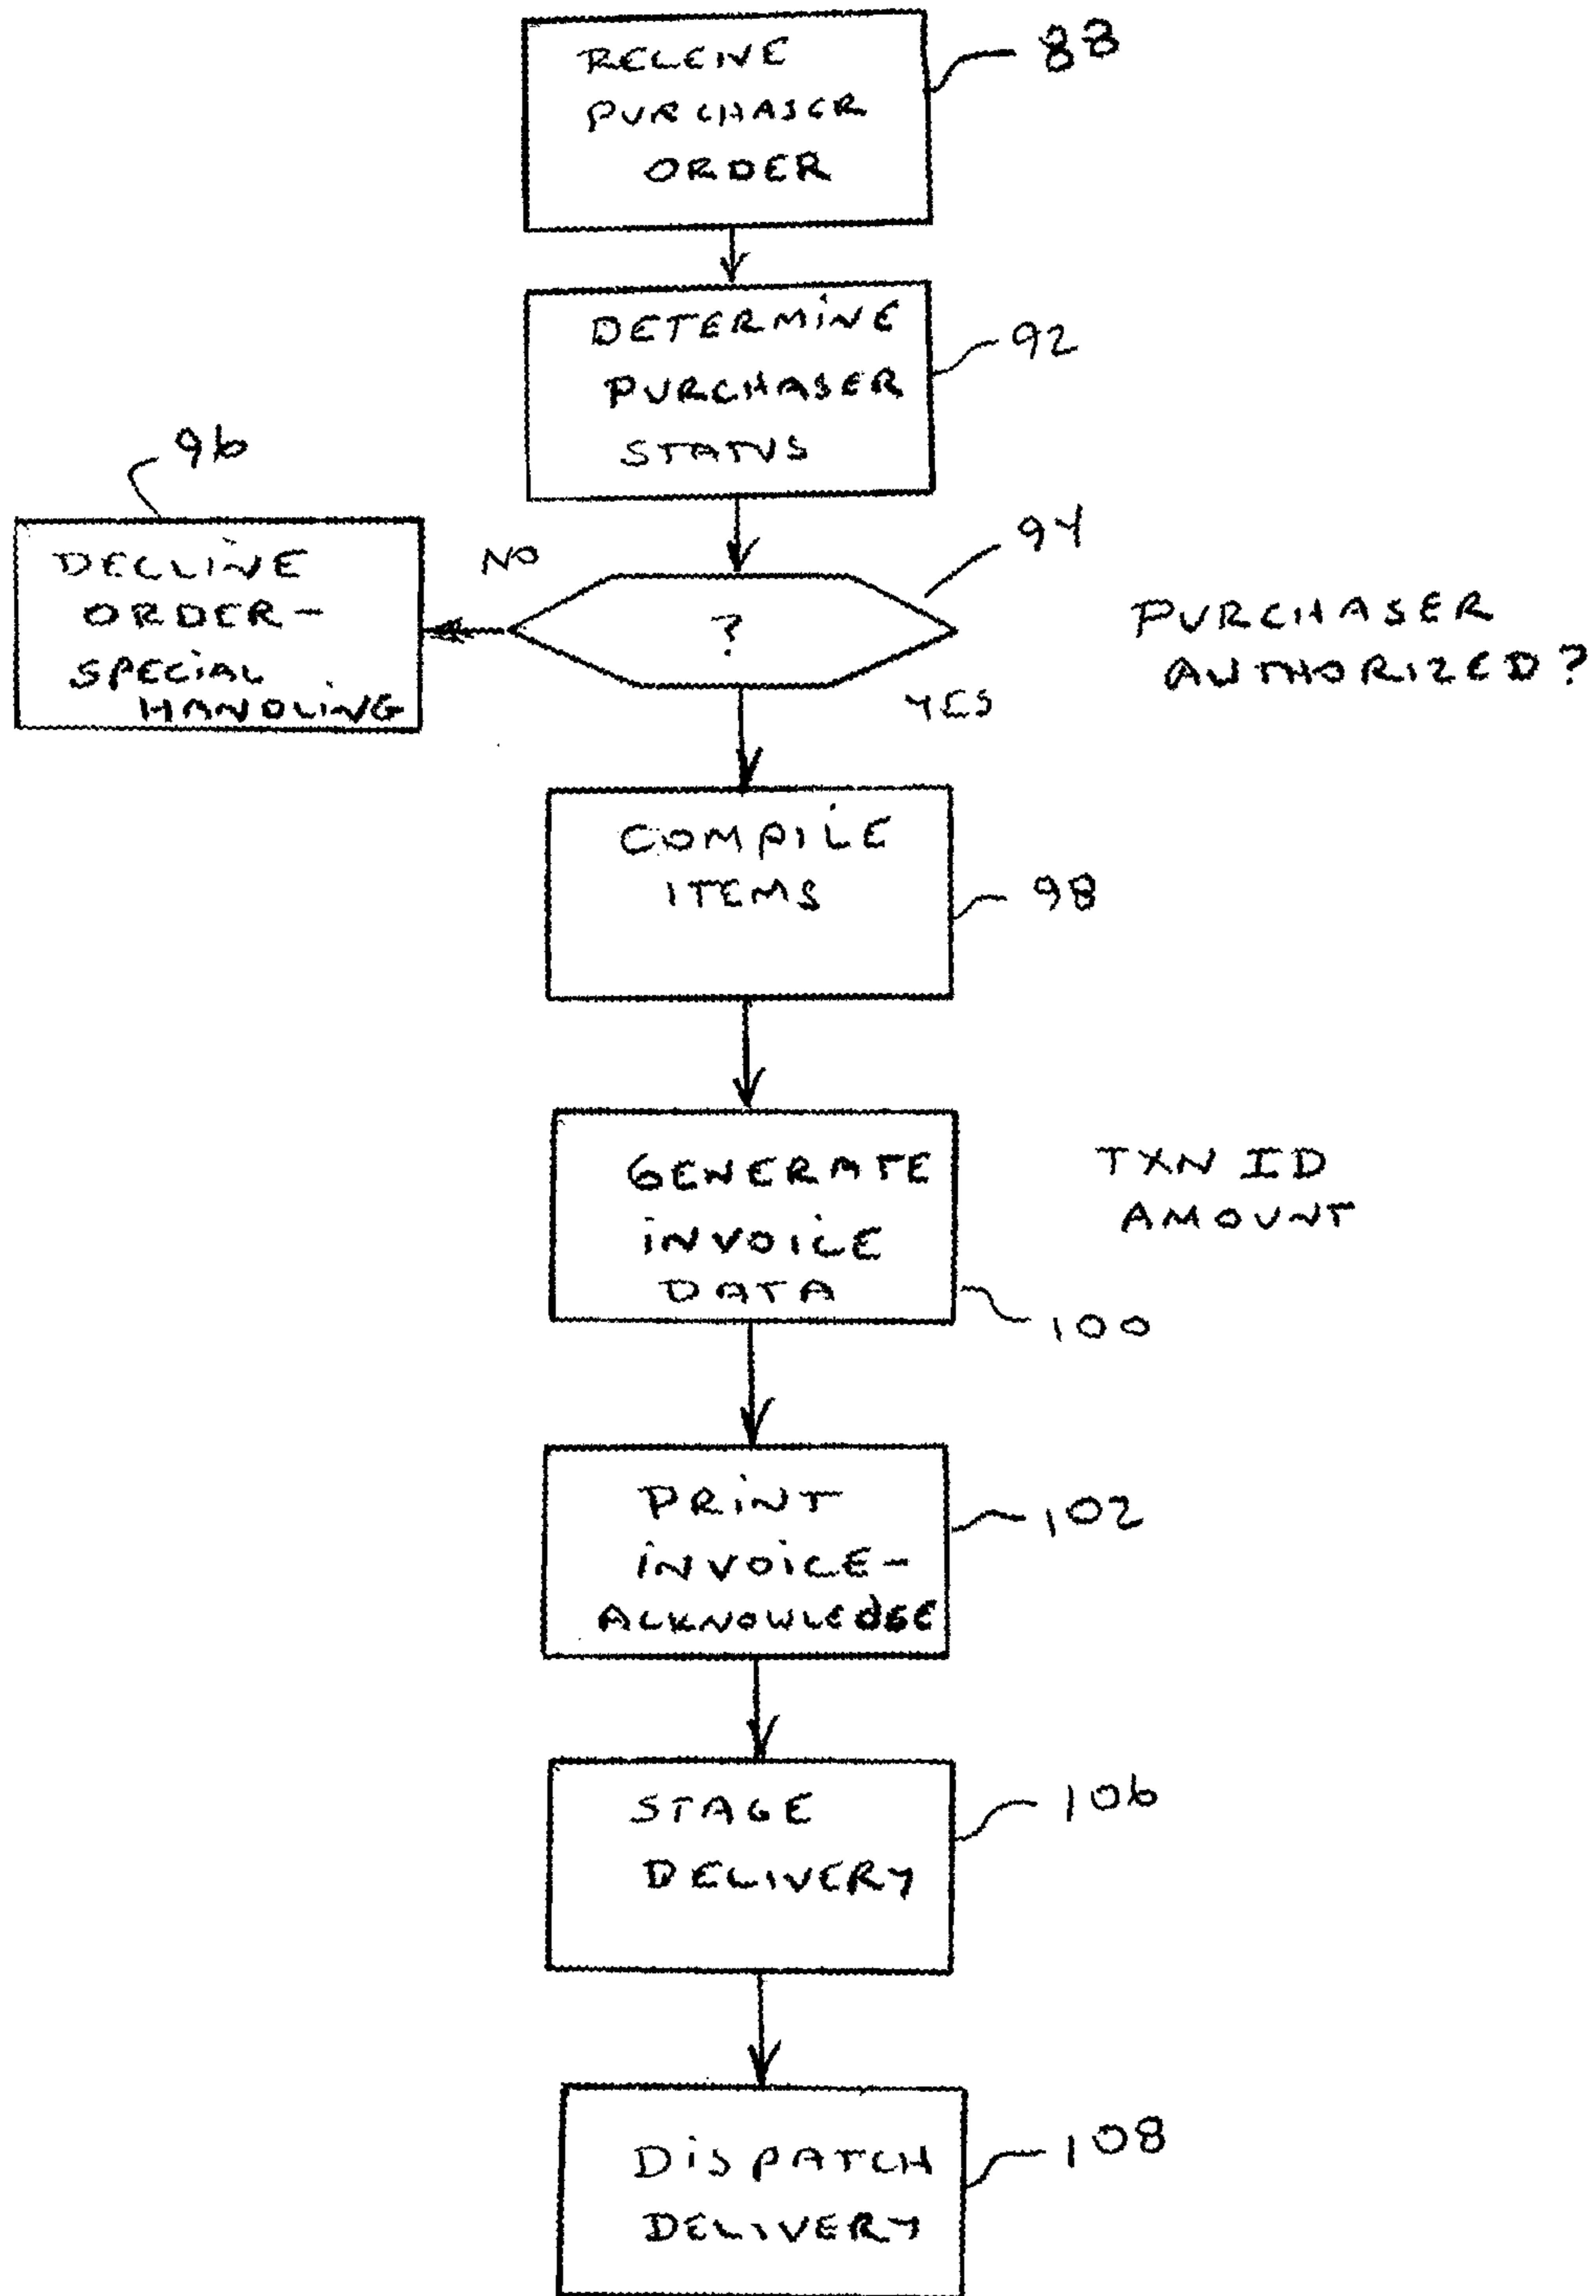 RECEIVE
PURCHASER
ORDER
88
DETERMINE
PURCHASER
STATUS
92
96
DECLINE
ORDER-
SPECIAL
HANDLING
NO
?
94
PURCHASER
AUTHORIZED?
YES
COMPILE
ITEMS
98
GENERATE
INVOICE
DATA
TXN ID
AMOUNT
100
PRINT
INVOICE-
ACKNOWLEDGE
102
STAGE
DELIVERY
106
DISPATCH
DELIVERY
108